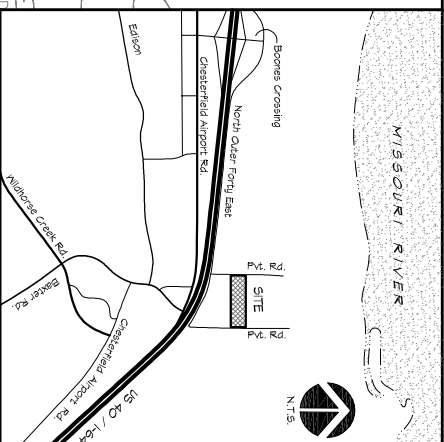 MISSOURI RIVER
Boones Crossing
Edison
Chesterfield Airport Rd.
North Outer Forty East
Pvt. Rd.
SITE
Pvt. Rd.
Wildhorse Creek Rd.
Baxter Rd.
Chesterfield Airport Rd.
US 40 / I-64
N.T.S.